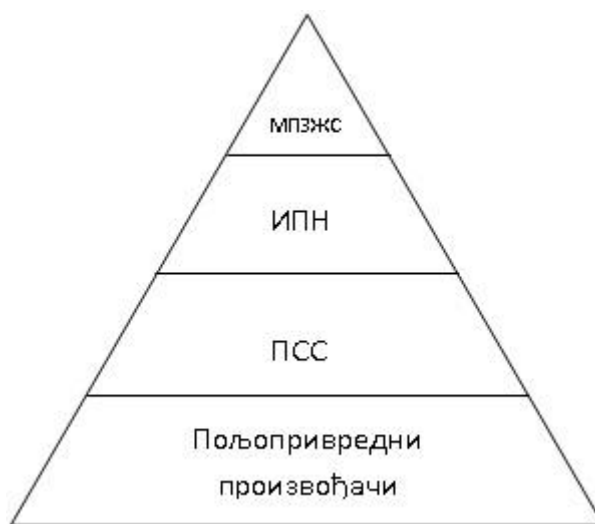 мпзжс
ИПН
ПСС
Пољопривредни
произвођачи